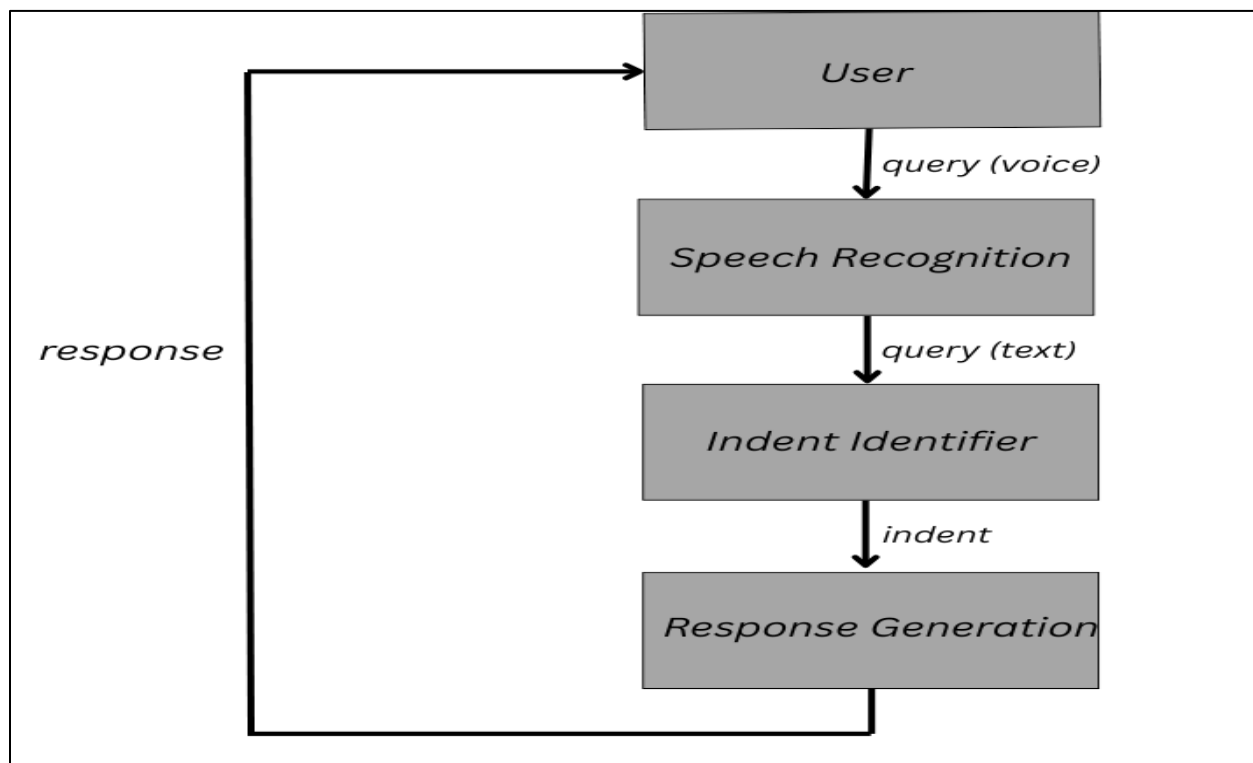 User
query (voice)
Speech Recognition
query (text)
response
Indent Identifier
indent
Response Generation